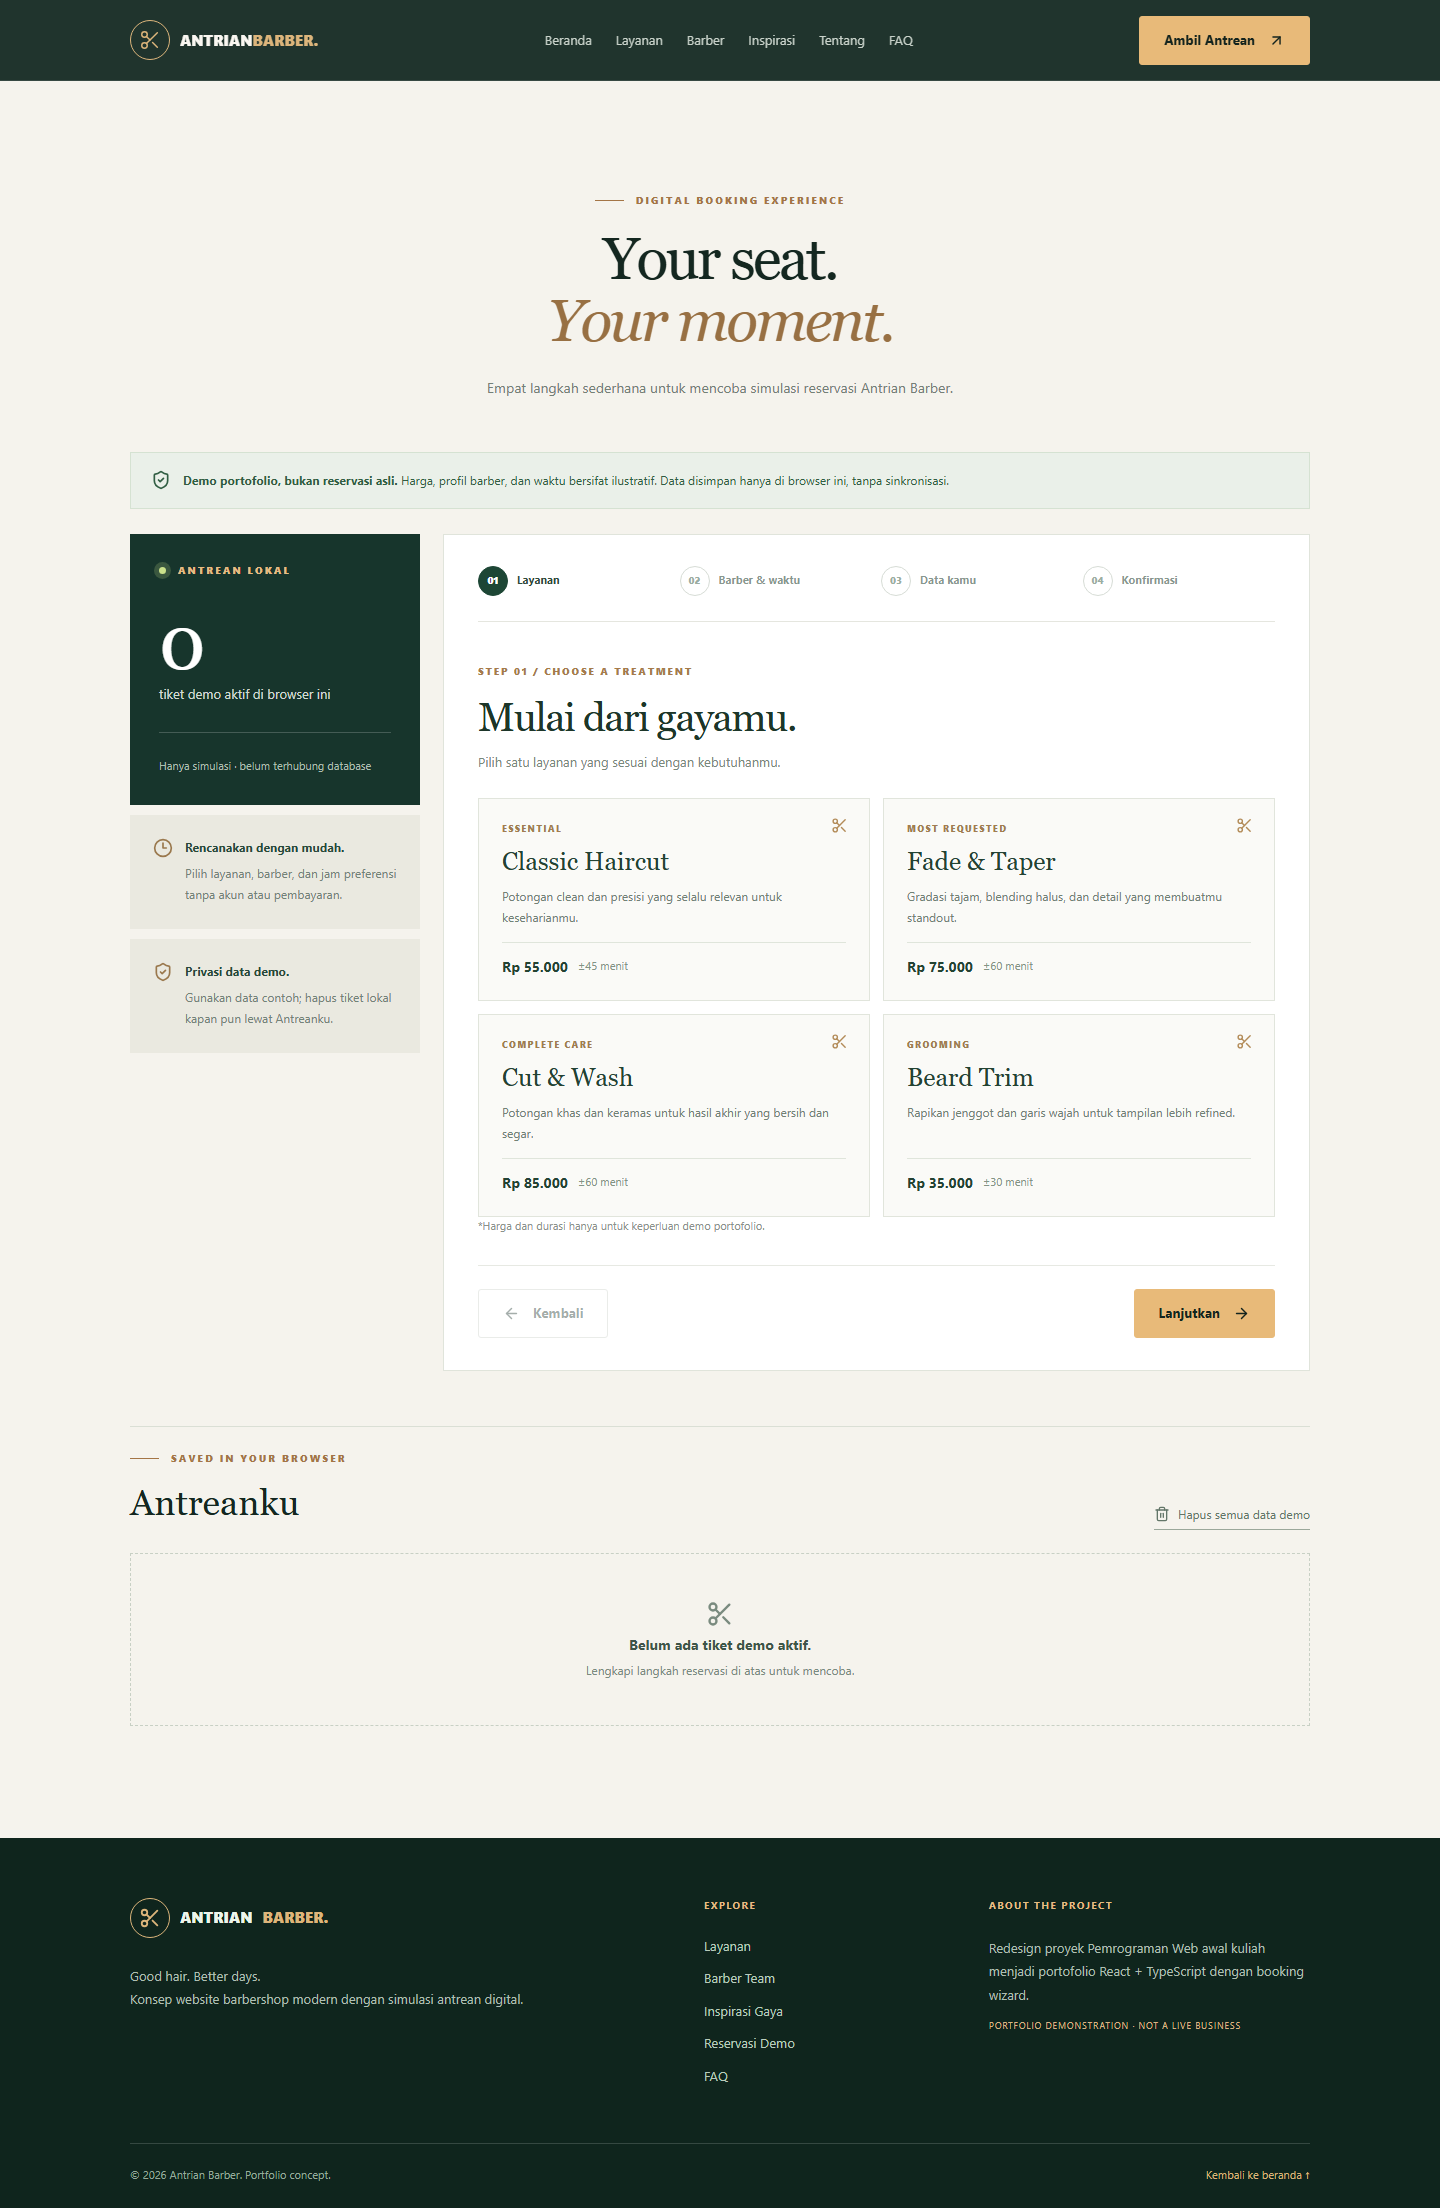 ANTRIANBARBER.
Beranda
Layanan
Barber
Inspirasi
Tentang
FAQ
Ambil Antrean
DIGITAL BOOKING EXPERIENCE
Your seat.
Your moment.
Empat langkah sederhana untuk mencoba simulasi reservasi Antrian Barber.
Demo portofolio, bukan reservasi asli. Harga, profil barber, dan waktu bersifat ilustratif. Data disimpan hanya di browser ini, tanpa sinkronisasi.
ANTREAN LOKAL
0
tiket demo aktif di browser ini
Hanya simulasi · belum terhubung database
Rencanakan dengan mudah.
Pilih layanan, barber, dan jam preferensi
tanpa akun atau pembayaran.
Privasi data demo.
Gunakan data contoh; hapus tiket lokal
kapan pun lewat Antreanku.
01 Layanan
02 Barber & waktu
03 Data kamu
04 Konfirmasi
STEP 01 / CHOOSE A TREATMENT
Mulai dari gayamu.
Pilih satu layanan yang sesuai dengan kebutuhanmu.
ESSENTIAL
Classic Haircut
Potongan clean dan presisi yang selalu relevan untuk
keseharianmu.
Rp 55.000 ±45 menit
MOST REQUESTED
Fade & Taper
Gradasi tajam, blending halus, dan detail yang membuatmu
standout.
Rp 75.000 ±60 menit
COMPLETE CARE
Cut & Wash
Potongan khas dan keramas untuk hasil akhir yang bersih dan
segar.
Rp 85.000 ±60 menit
GROOMING
Beard Trim
Rapikan jenggot dan garis wajah untuk tampilan lebih refined.
Rp 35.000 ±30 menit
*Harga dan durasi hanya untuk keperluan demo portofolio.
← Kembali
Lanjutkan →
SAVED IN YOUR BROWSER
Antreanku
Hapus semua data demo
Belum ada tiket demo aktif.
Lengkapi langkah reservasi di atas untuk mencoba.
ANTRIAN BARBER.
Good hair. Better days.
Konsep website barbershop modern dengan simulasi antrean digital.
EXPLORE
Layanan
Barber Team
Inspirasi Gaya
Reservasi Demo
FAQ
ABOUT THE PROJECT
Redesign proyek Pemrograman Web awal kuliah
menjadi portofolio React + TypeScript dengan booking
wizard.
PORTFOLIO DEMONSTRATION · NOT A LIVE BUSINESS
© 2026 Antrian Barber. Portfolio concept.
Kembali ke beranda ↑